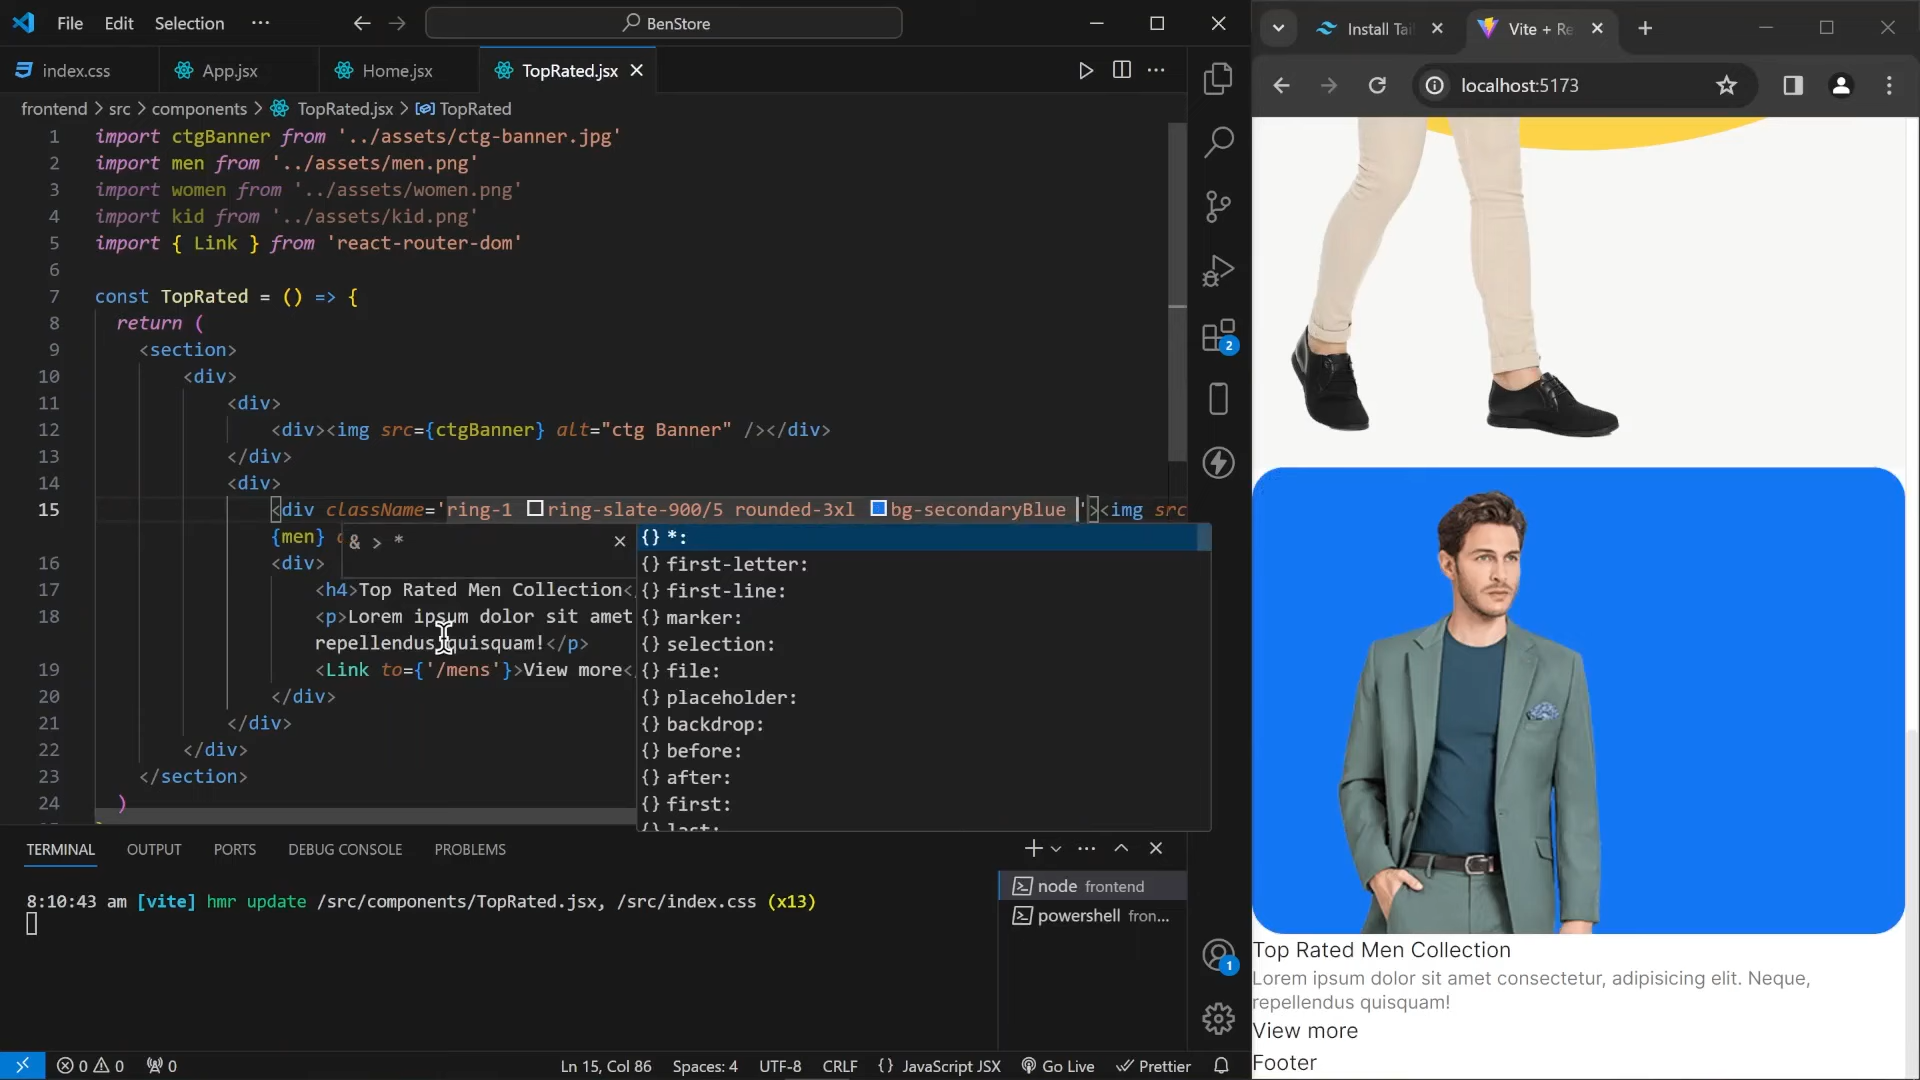 File Edit Selection ··· BenStore
index.css App.jsx Home.jsx TopRated.jsx
frontend > src > components > TopRated.jsx > TopRated
1 import ctgBanner from '../assets/ctg-banner.jpg'
2 import men from '../assets/men.png'
3 import women from '../assets/women.png'
4 import kid from '../assets/kid.png'
5 import { Link } from 'react-router-dom'
6
7 const TopRated = () => {
8 return (
9 <section>
10 <div>
11 <div>
12 <div><img src={ctgBanner} alt="ctg Banner" /></div>
13 </div>
14 <div>
15 <div className='ring-1 ring-slate-900/5 rounded-3xl bg-secondaryBlue '><img src=
{men}
& > *
16 <div>
17 <h4>Top Rated Men Collection<
18 <p>Lorem ipsum dolor sit amet
repellendus quisquam!</p>
19 <Link to={'/mens'}>View more<
20 </div>
21 </div>
22 </div>
23 </section>
24 )
{} *:
{} first-letter:
{} first-line:
{} marker:
{} selection:
{} file:
{} placeholder:
{} backdrop:
{} before:
{} after:
{} first:
{} last:
TERMINAL OUTPUT PORTS DEBUG CONSOLE PROBLEMS
8:10:43 am [vite] hmr update /src/components/TopRated.jsx, /src/index.css (x13)
node frontend
powershell fron...
2
1
0 0 0 Ln 15, Col 86 Spaces: 4 UTF-8 CRLF {} JavaScript JSX Go Live Prettier
Install Tai Vite + Re
localhost:5173
Top Rated Men Collection
Lorem ipsum dolor sit amet consectetur, adipisicing elit. Neque,
repellendus quisquam!
View more
Footer